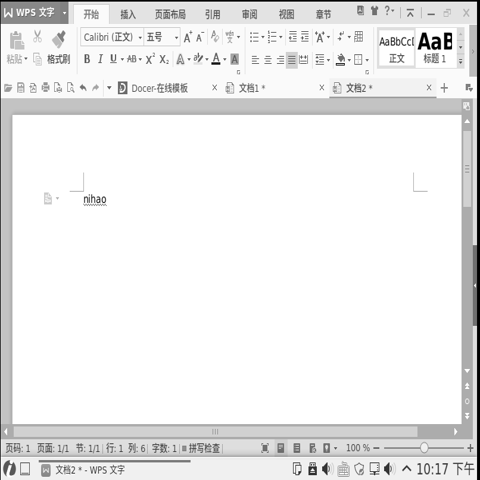 WPS 文字 开始 插入 页面布局 引用 审阅 视图 章节
Calibri (正文) 五号 A⁺ A⁻
粘贴 格式刷 B I U AB X² X₂ A ab A A
AaBbCcI AaB
正文 标题 1
Docer-在线模板 文档1 * 文档2 *
nihao
页码: 1 页面: 1/1 节: 1/1 行: 1 列: 6 字数: 1 拼写检查 100 %
文档2 * - WPS 文字 10:17 下午